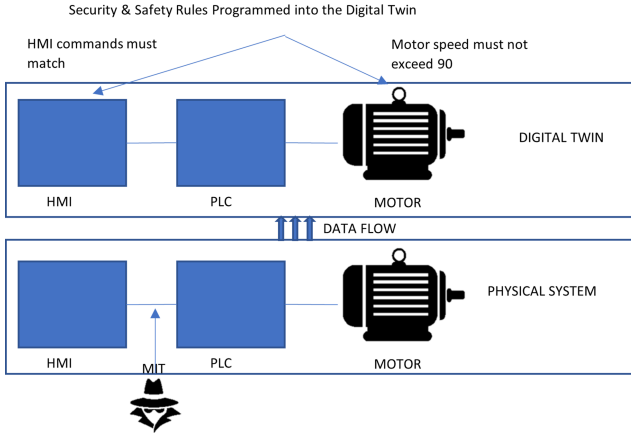 Security & Safety Rules Programmed into the Digital Twin
HMI commands must
match
Motor speed must not
exceed 90
DIGITAL TWIN
HMI
PLC
MOTOR
DATA FLOW
PHYSICAL SYSTEM
HMI
MIT
PLC
MOTOR